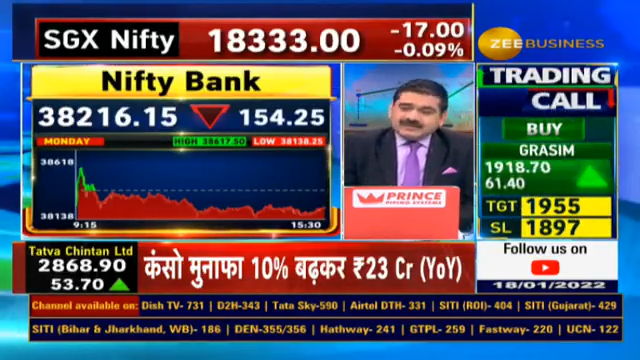 SGX Nifty 18333.00 -17.00
-0.09%
ZEE BUSINESS
Nifty Bank
38216.15 154.25
MONDAY HIGH 38617.50 LOW 38138.25
38618
38138
9:15 15:30
PRINCE
PIPING SYSTEMS
TRADING
CALL
BUY
GRASIM
1918.70
61.40
TGT 1955
SL 1897
Tatva Chintan Ltd
2868.90
53.70
कंसो मुनाफा 10% बढ़कर ₹23 Cr (YoY)
Follow us on
18/01/2022
Channel available on: Dish TV- 731 | D2H-343 | Tata Sky-590 | Airtel DTH- 331 | SITI (ROI)- 404 | SITI (Gujarat)- 429
SITI (Bihar & Jharkhand, WB)- 186 | DEN-355/356 | Hathway- 241 | GTPL- 259 | Fastway- 220 | UCN- 122